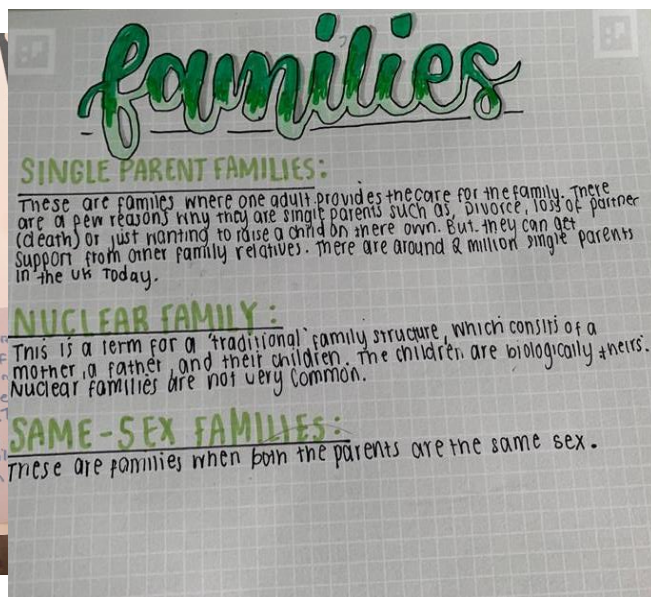 families
SINGLE PARENT FAMILIES:
These are familes where one adult provides the care for the family. There
are a few reasons why they are single parents such as, Divorce, loss of partner
(death) or just wanting to raise a child on there own. But they can get
support from other family relatives. There are around 2 million single parents
in the UK Today.
NUCLEAR FAMILY:
This is a term for a 'traditional' family structure, which consits of a
mother, a father, and their children. The children are biologically theirs.
Nuclear families are not very common.
SAME-SEX FAMILIES:
These are families when both the parents are the same sex.